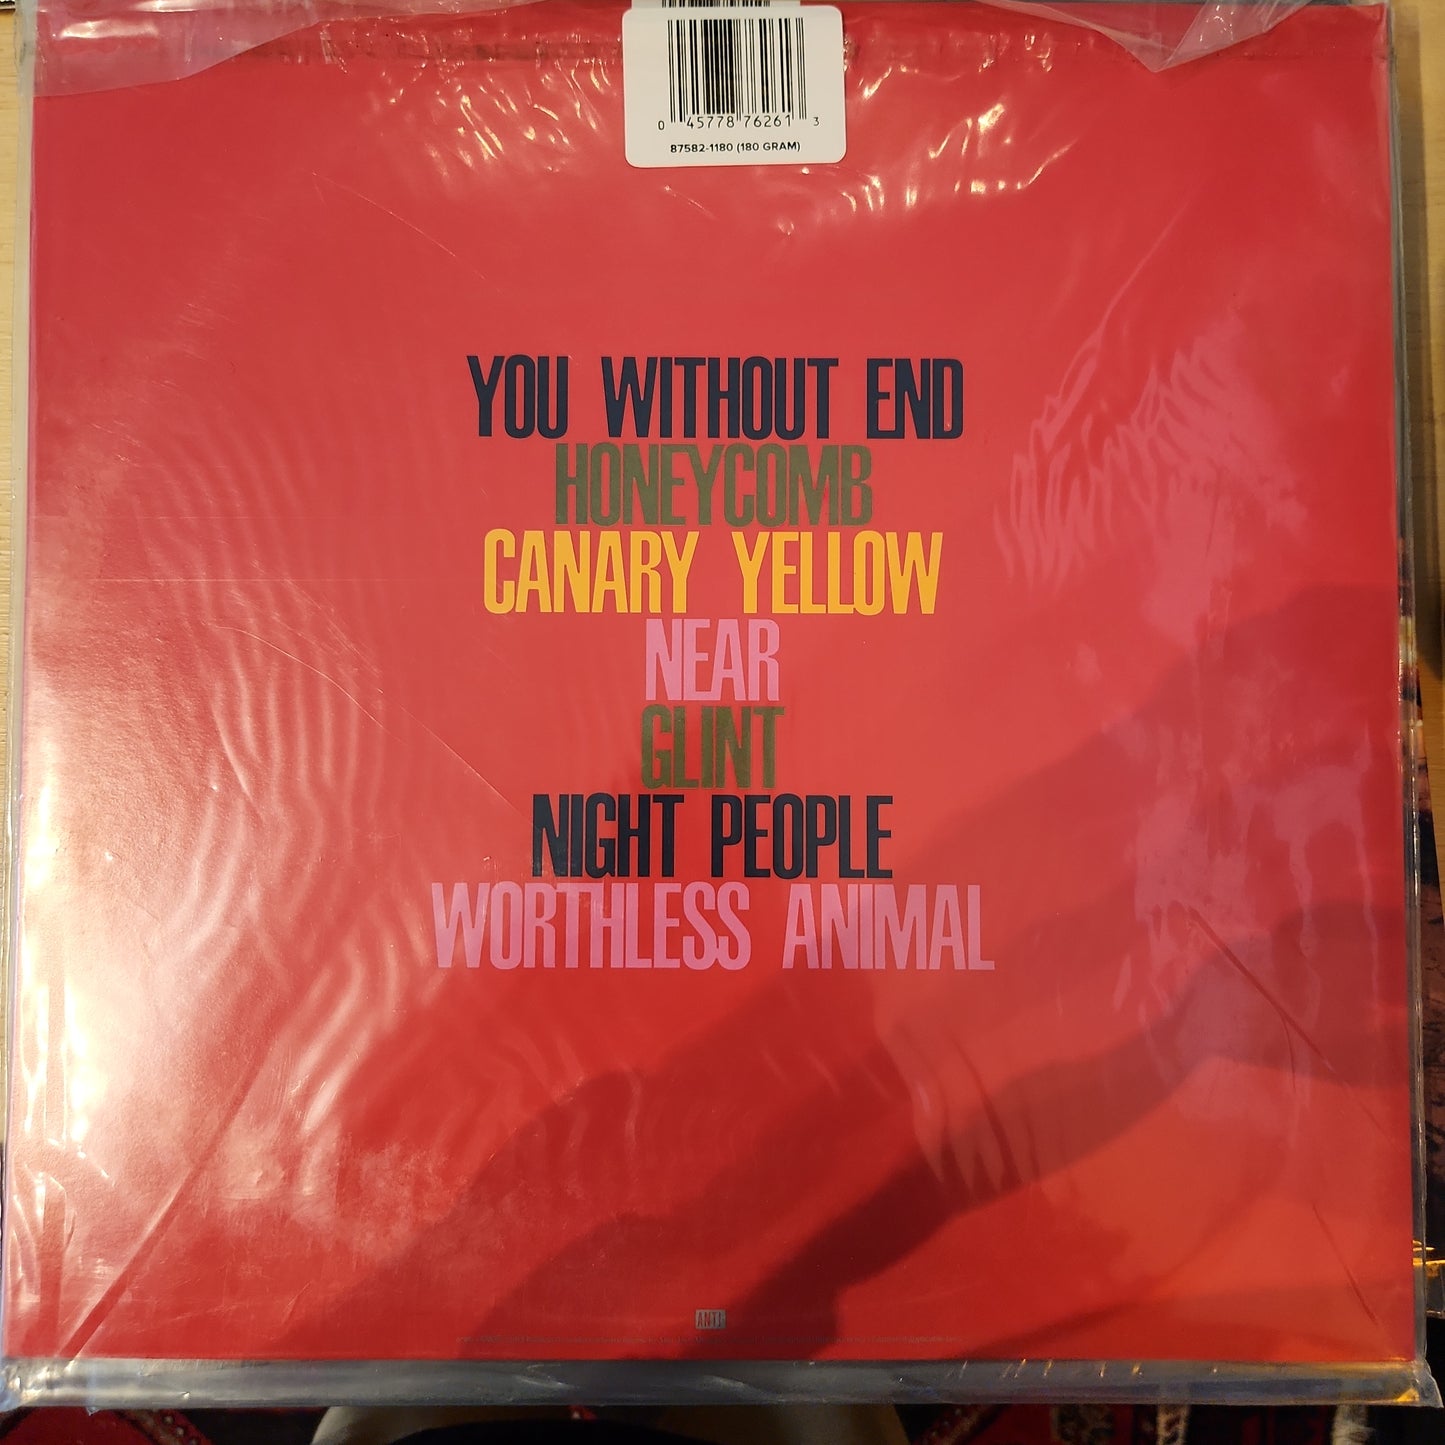 0 45778 76261 3
87582-1180 (180 GRAM)
YOU WITHOUT END
HONEYCOMB
CANARY YELLOW
NEAR
GLINT
NIGHT PEOPLE
WORTHLESS ANIMAL
ANTI